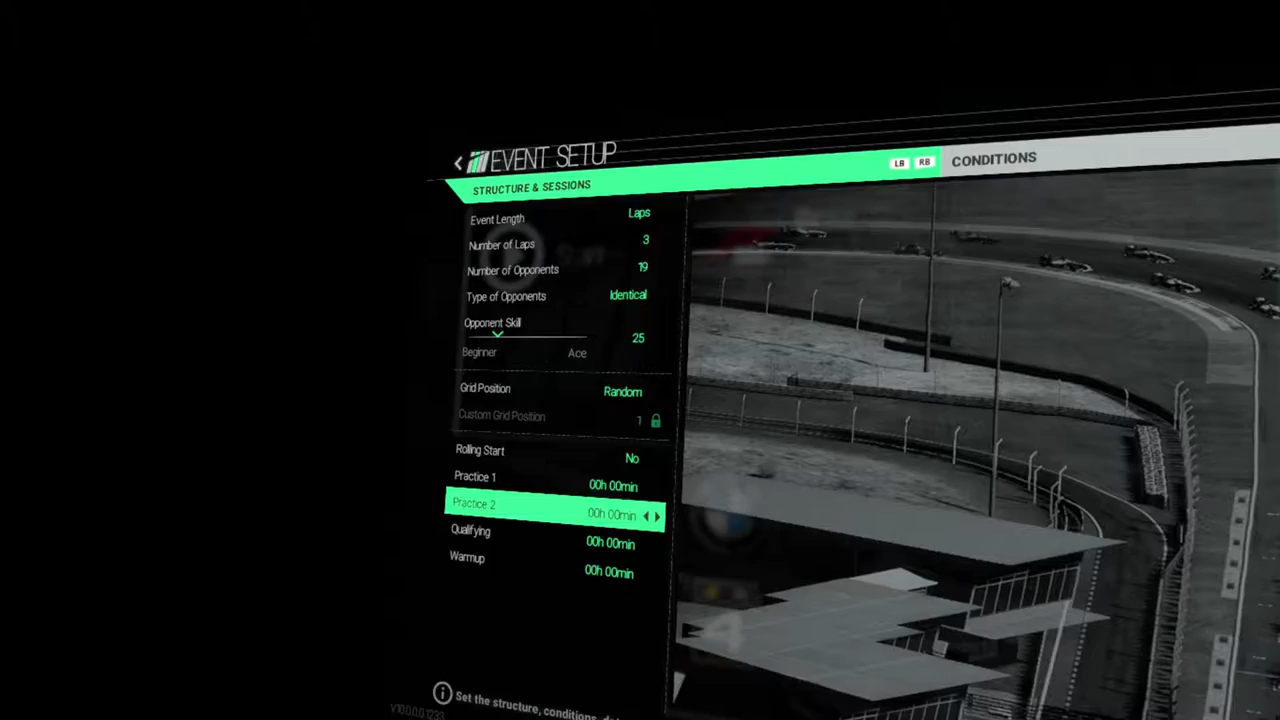 EVENT SETUP
LB RB CONDITIONS
STRUCTURE & SESSIONS
Event Length Laps
Number of Laps 3
Number of Opponents 19
Type of Opponents Identical
Opponent Skill 25
Beginner Ace
Grid Position Random
Custom Grid Position 1
Rolling Start No
Practice 1 00h 00min
Practice 2 00h 00min
Qualifying 00h 00min
Warmup 00h 00min
Set the structure, conditions,